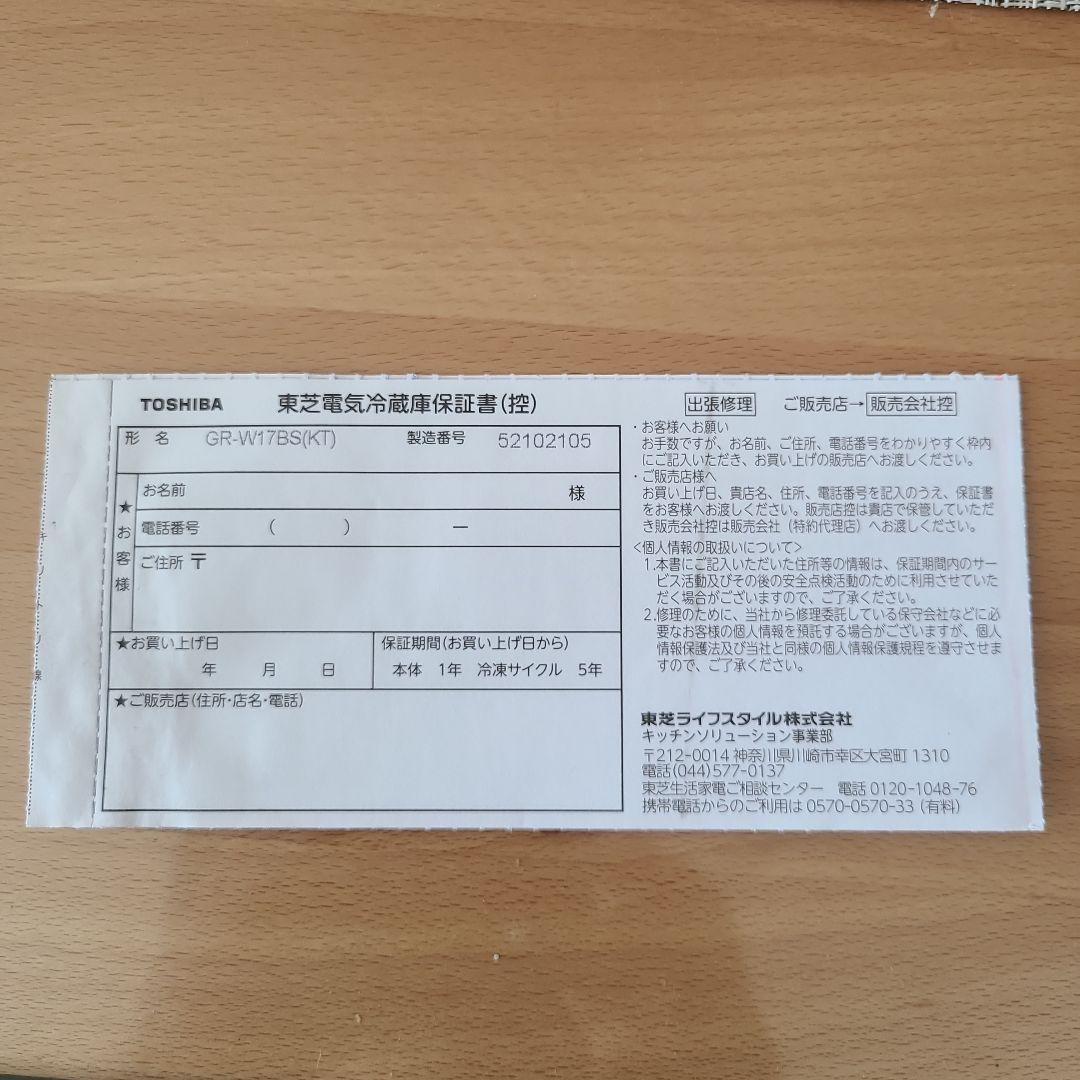 TOSHIBA 東芝電気冷蔵庫保証書(控) 出張修理 ご販売店→販売会社控
形 名 GR-W17BS(KT) 製造番号 52102105
★お客様
お名前 様
電話番号 ( ) ー
ご住所 〒
★お買い上げ日
年 月 日
保証期間(お買い上げ日から)
本体 1年 冷凍サイクル 5年
★ご販売店(住所・店名・電話)
・お客様へお願い
お手数ですが、お名前、ご住所、電話番号をわかりやすく枠内
にご記入いただき、お買い上げの販売店へお渡しください。
・ご販売店様へ
お買い上げ日、貴店名、住所、電話番号を記入のうえ、保証書
をお客様へお渡しください。販売店控は貴店で保管していただ
き販売会社控は販売会社（特約代理店）へお渡しください。
<個人情報の取扱いについて>
1.本書にご記入いただいた住所等の情報は、保証期間内のサー
ビス活動及びその後の安全点検活動のために利用させていた
だく場合がございますので、ご了承ください。
2.修理のために、当社から修理委託している保守会社などに必
要なお客様の個人情報を預託する場合がございますが、個人
情報保護法及び当社と同様の個人情報保護規程を遵守させま
すので、ご了承ください。
東芝ライフスタイル株式会社
キッチンソリューション事業部
〒212-0014 神奈川県川崎市幸区大宮町 1310
電話(044)577-0137
東芝生活家電ご相談センター 電話 0120-1048-76
携帯電話からのご利用は 0570-0570-33 (有料)